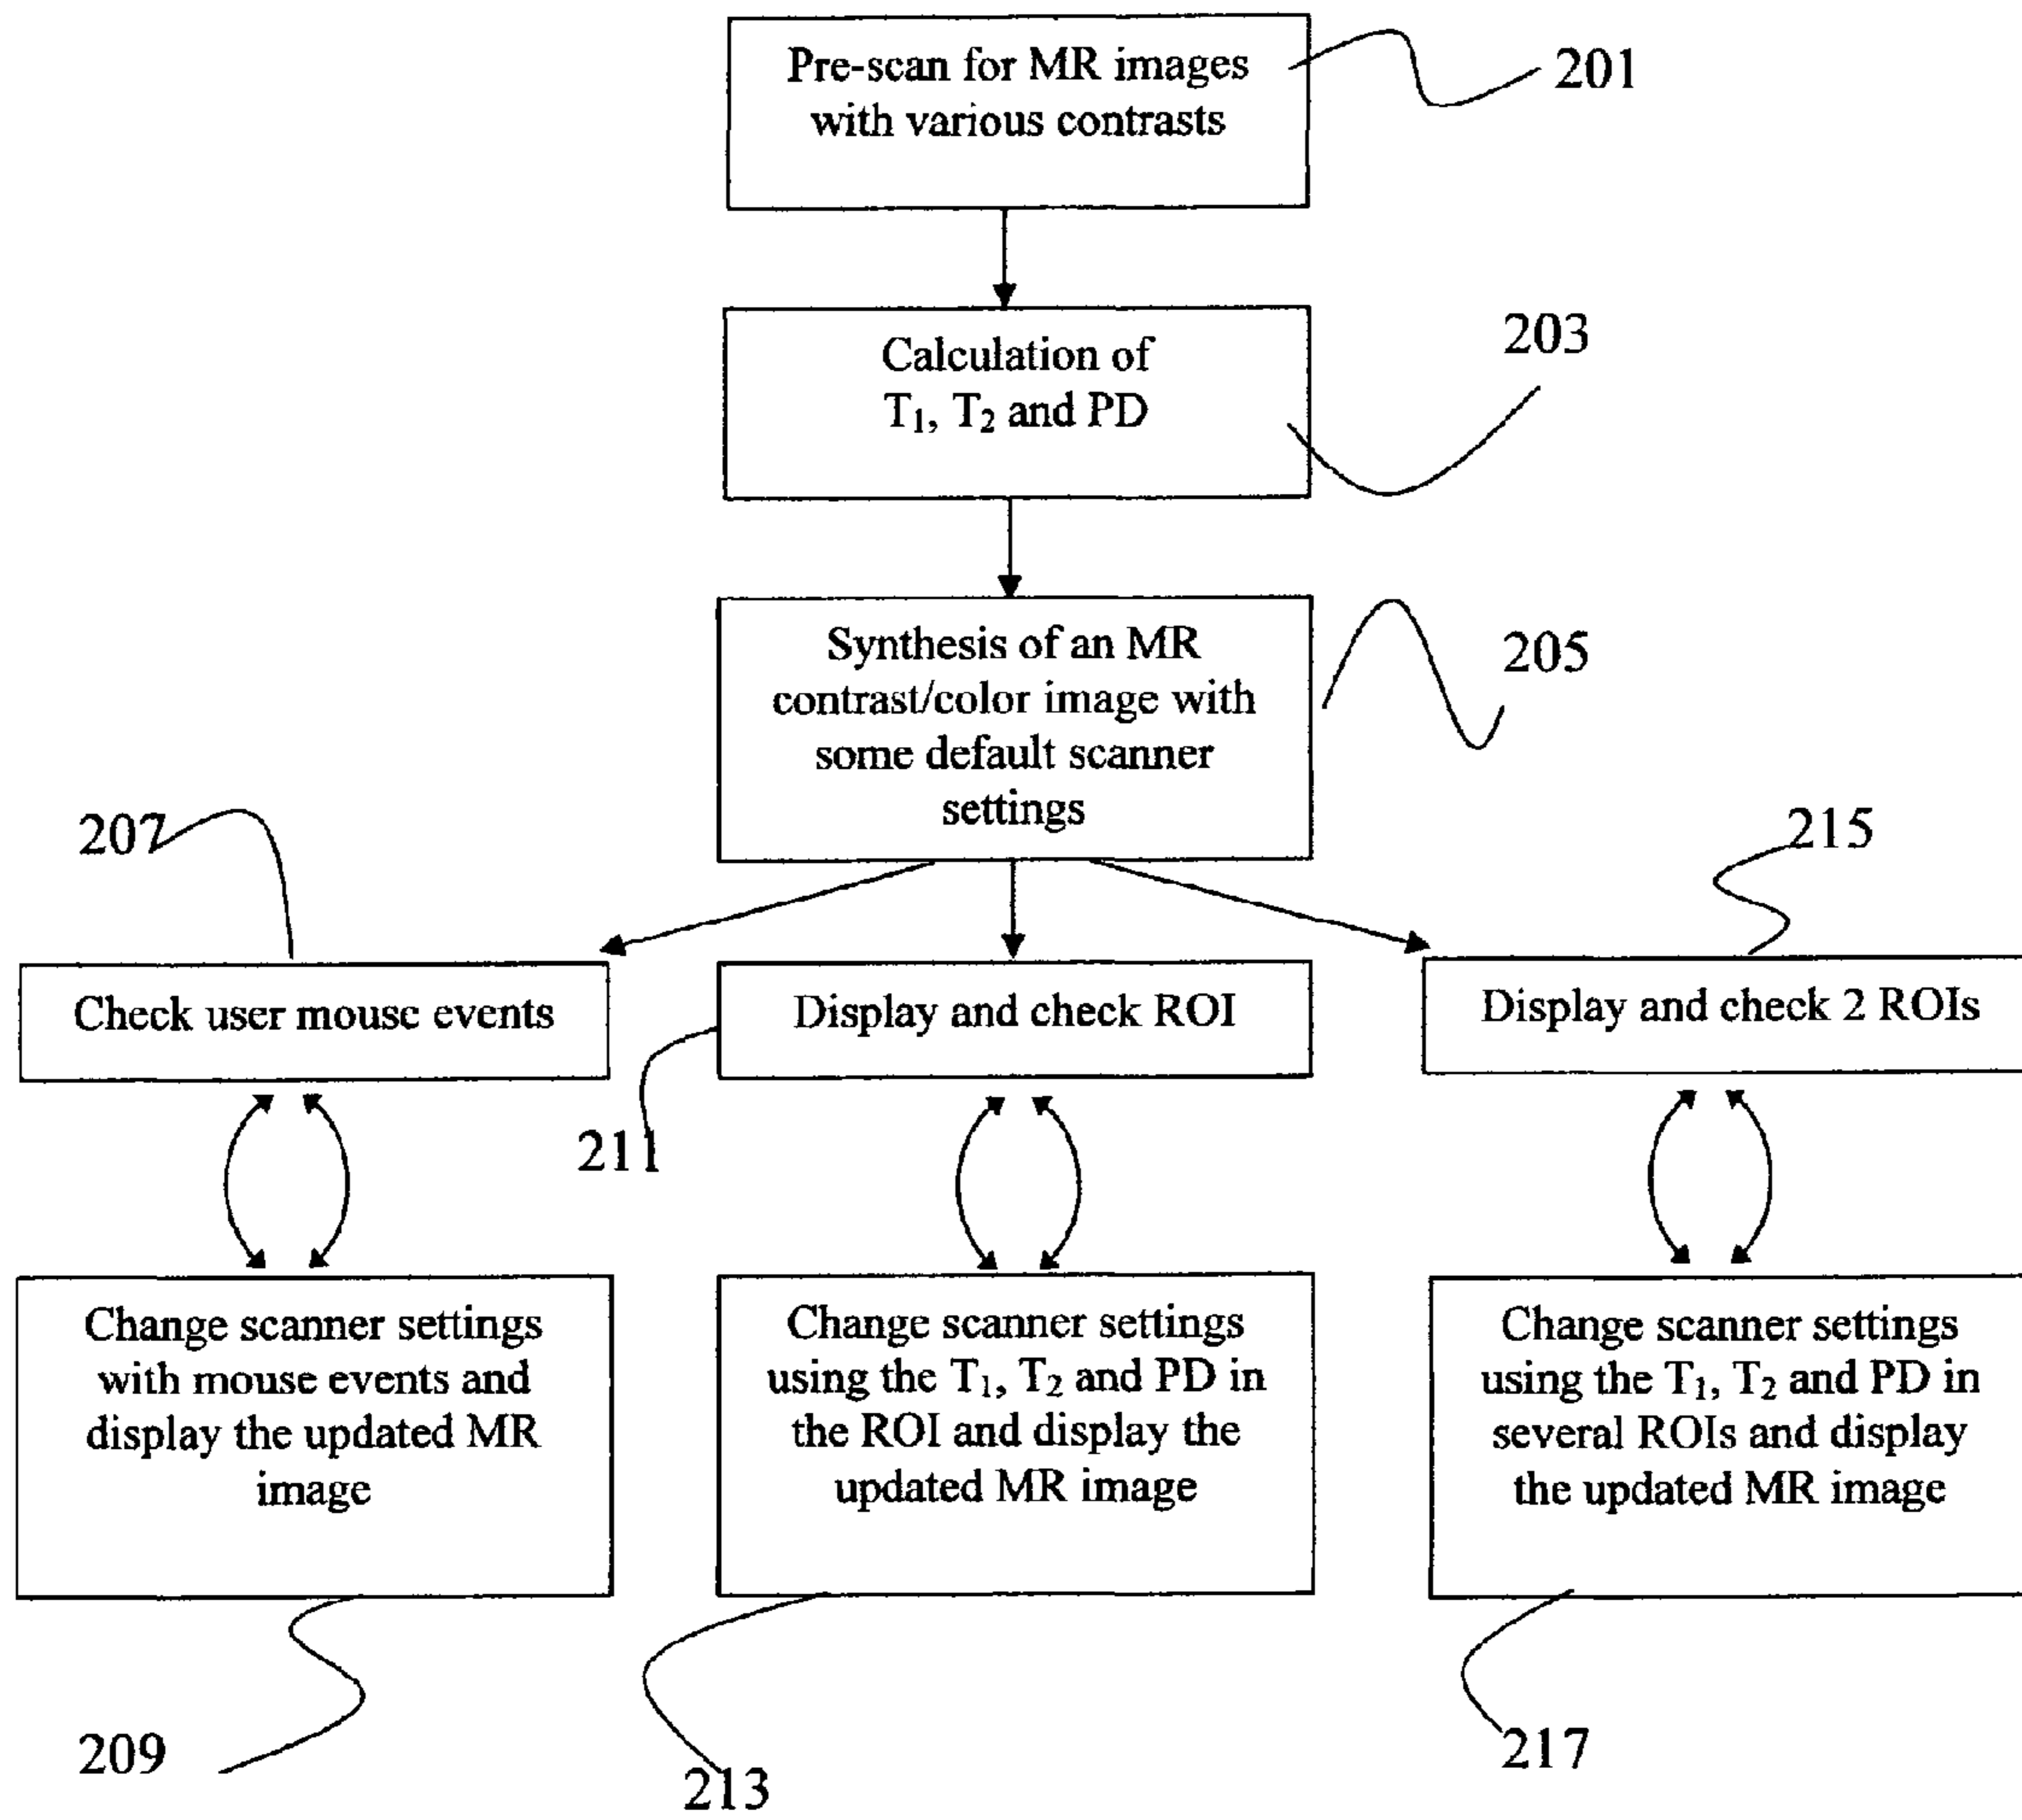 Pre-scan for MR images
with various contrasts
201
Calculation of
T₁, T₂ and PD
203
Synthesis of an MR
contrast/color image with
some default scanner
settings
205
207
215
Check user mouse events
Display and check ROI
Display and check 2 ROIs
211
Change scanner settings
with mouse events and
display the updated MR
image
Change scanner settings
using the T₁, T₂ and PD in
the ROI and display the
updated MR image
Change scanner settings
using the T₁, T₂ and PD in
several ROIs and display
the updated MR image
209
213
217